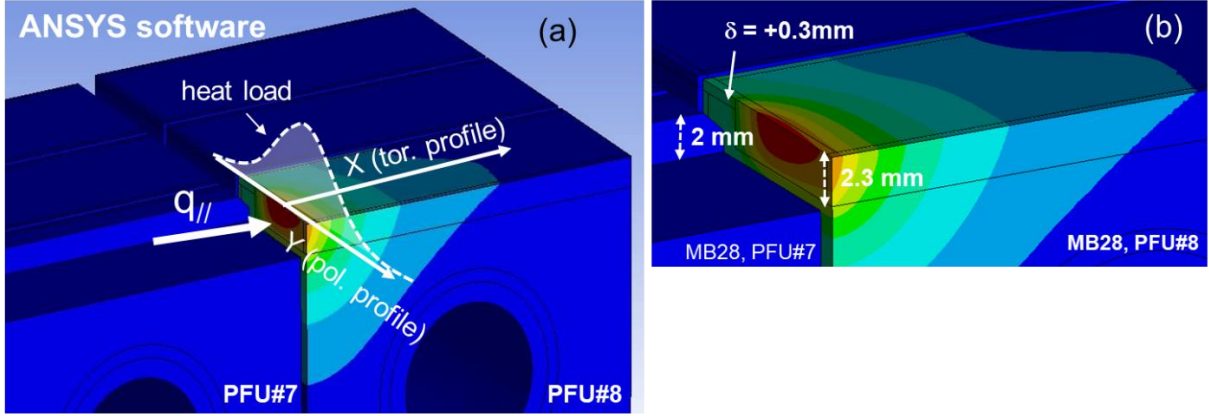 ANSYS software
(a)
heat load
X (tor. profile)
q//
Y (pol. profile)
PFU#7
PFU#8
(b)
δ = +0.3mm
2 mm
2.3 mm
MB28, PFU#7
MB28, PFU#8